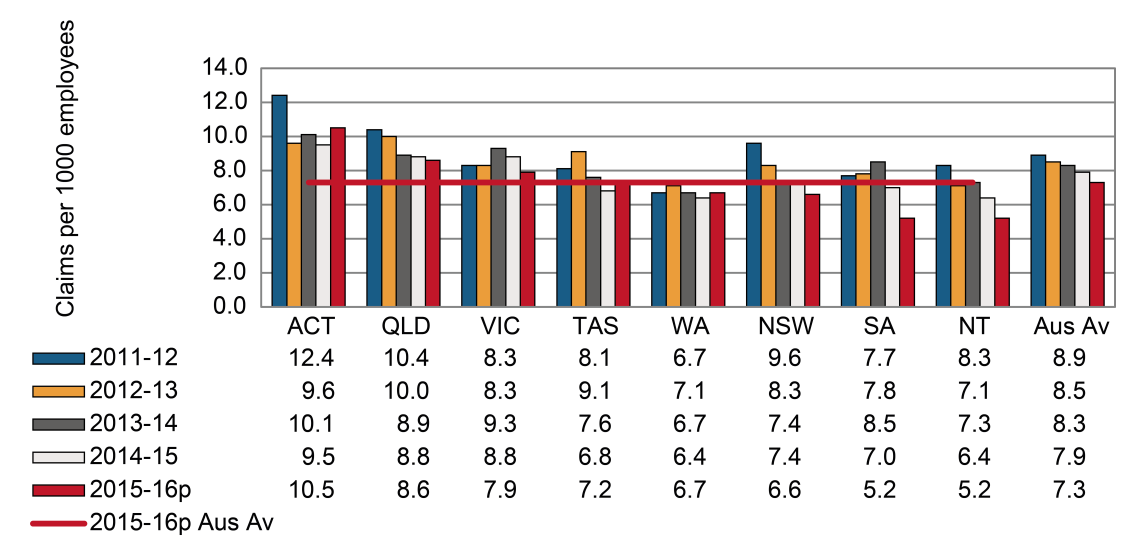 Claims per 1000 employees
14.0
12.0
10.0
8.0
6.0
4.0
2.0
0.0
ACT QLD VIC TAS WA NSW SA NT Aus Av
2011-12 12.4 10.4 8.3 8.1 6.7 9.6 7.7 8.3 8.9
2012-13 9.6 10.0 8.3 9.1 7.1 8.3 7.8 7.1 8.5
2013-14 10.1 8.9 9.3 7.6 6.7 7.4 8.5 7.3 8.3
2014-15 9.5 8.8 8.8 6.8 6.4 7.4 7.0 6.4 7.9
2015-16p 10.5 8.6 7.9 7.2 6.7 6.6 5.2 5.2 7.3
2015-16p Aus Av